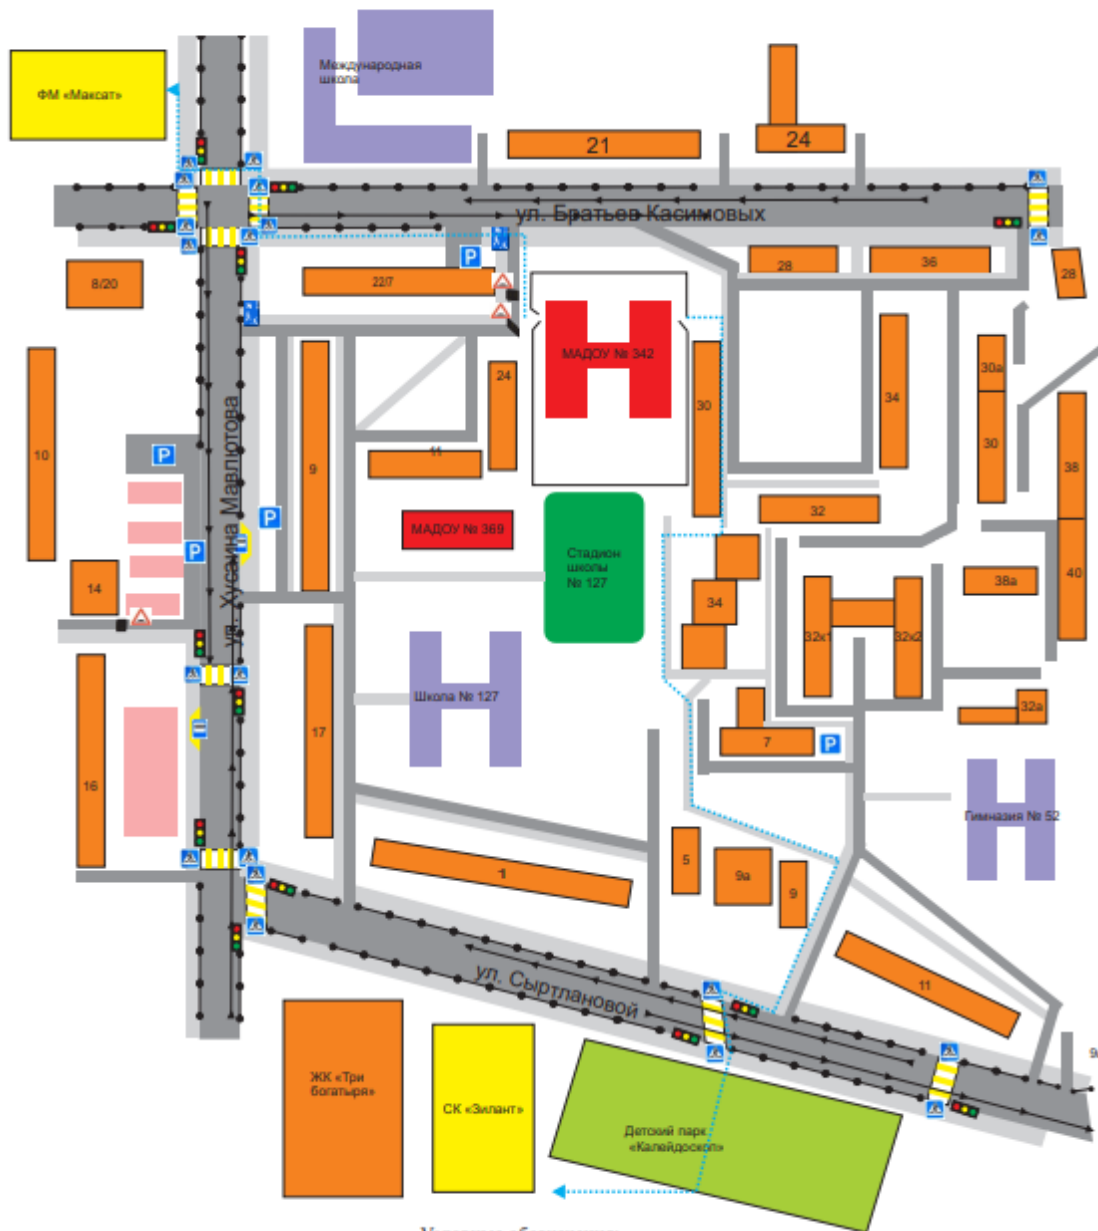 Международная
школа
ФМ «Максат»
21
24
ул. Братьев Касимовых
P
8/20
22/7
28
36
28
МАДОУ № 342
24
30
34
30а
30
38
10
9
11
ул. Хусаина Мавлютова
P
P
P
МАДОУ № 369
32
Стадион
школы
№ 127
14
34
38а
40
32к1
32к2
Школа № 127
17
7
P
32а
16
Гимназия № 52
1
5
9а
9
11
ул. Сыртлановой
ЖК «Три
богатыря»
СК «Зилант»
Детский парк
«Калейдоскоп»